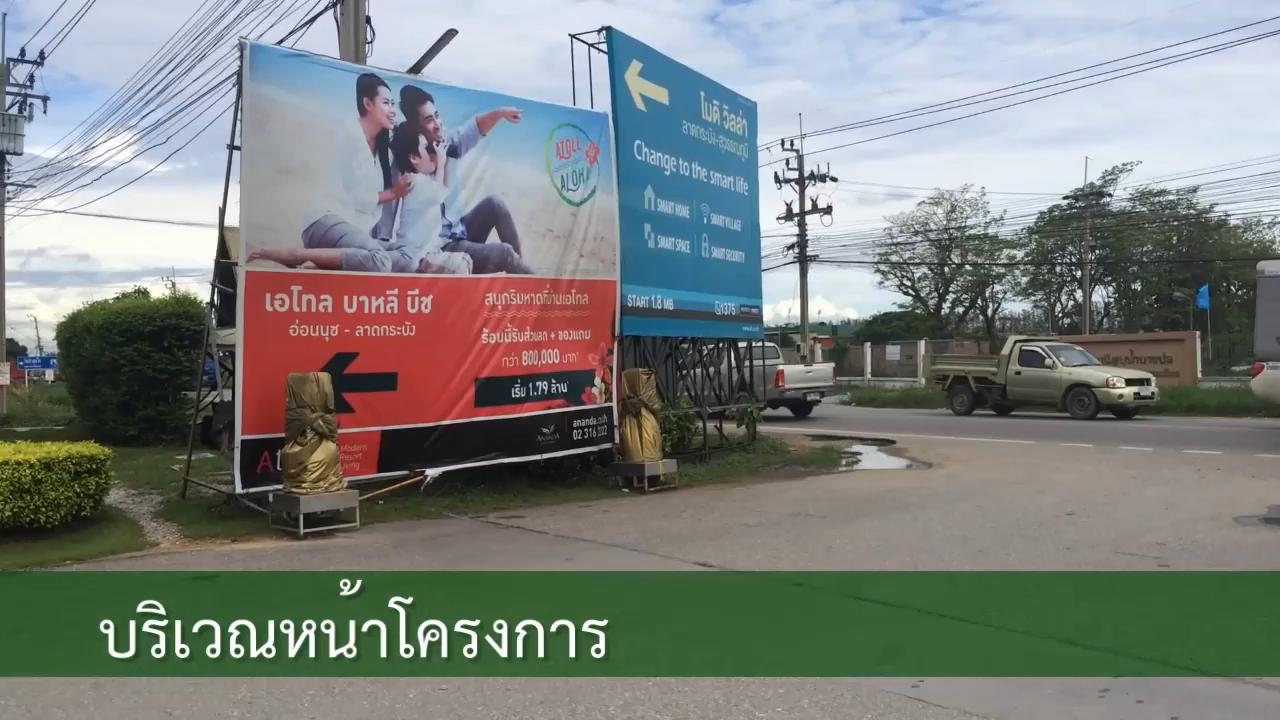 ATOLL
ALOHA
เอโทล บาหลี บีช
อ่อนนุช - ลาดกระบัง
สนุกริมหาดที่บ้านเอโทล
ร้อนนี้รับส่วนลด + ของแถม
กว่า 800,000 บาท*
เริ่ม 1.79 ล้าน*
ANANDA
ananda.co.th
02 316 2222
Modern
Resort
Living
โมดิ วิลล่า
ลาดกระบัง-สุวรรณภูมิ
Change to the smart life
SMART HOME
SMART VILLAGE
SMART SPACE
SMART SECURITY
START 1.8 MB
1375
บริเวณหน้าโครงการ